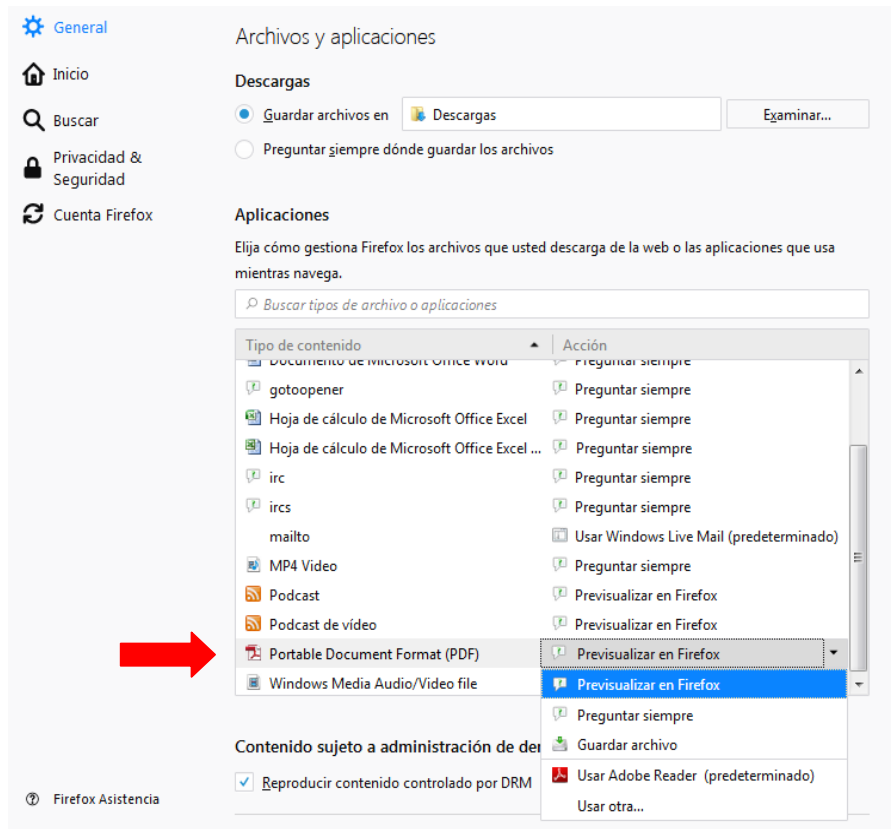 General
Inicio
Buscar
Privacidad &
Seguridad
Cuenta Firefox
Archivos y aplicaciones
Descargas
Guardar archivos en Descargas Examinar...
Preguntar siempre dónde guardar los archivos
Aplicaciones
Elija cómo gestiona Firefox los archivos que usted descarga de la web o las aplicaciones que usa
mientras navega.
Buscar tipos de archivo o aplicaciones
Tipo de contenido Acción
Documento de Microsoft Office Word Preguntar siempre
gotoopener Preguntar siempre
Hoja de cálculo de Microsoft Office Excel Preguntar siempre
Hoja de cálculo de Microsoft Office Excel ... Preguntar siempre
irc Preguntar siempre
ircs Preguntar siempre
mailto Usar Windows Live Mail (predeterminado)
MP4 Video Preguntar siempre
Podcast Previsualizar en Firefox
Podcast de vídeo Previsualizar en Firefox
Portable Document Format (PDF) Previsualizar en Firefox
Windows Media Audio/Video file Previsualizar en Firefox
Preguntar siempre
Contenido sujeto a administración de der Guardar archivo
Reproducir contenido controlado por DRM Usar Adobe Reader (predeterminado)
Usar otra...
Firefox Asistencia